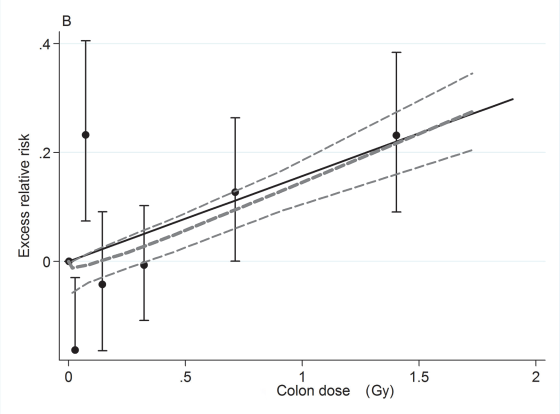 B
.4
.2
0
Excess relative risk
0
.5
1
1.5
2
Colon dose (Gy)